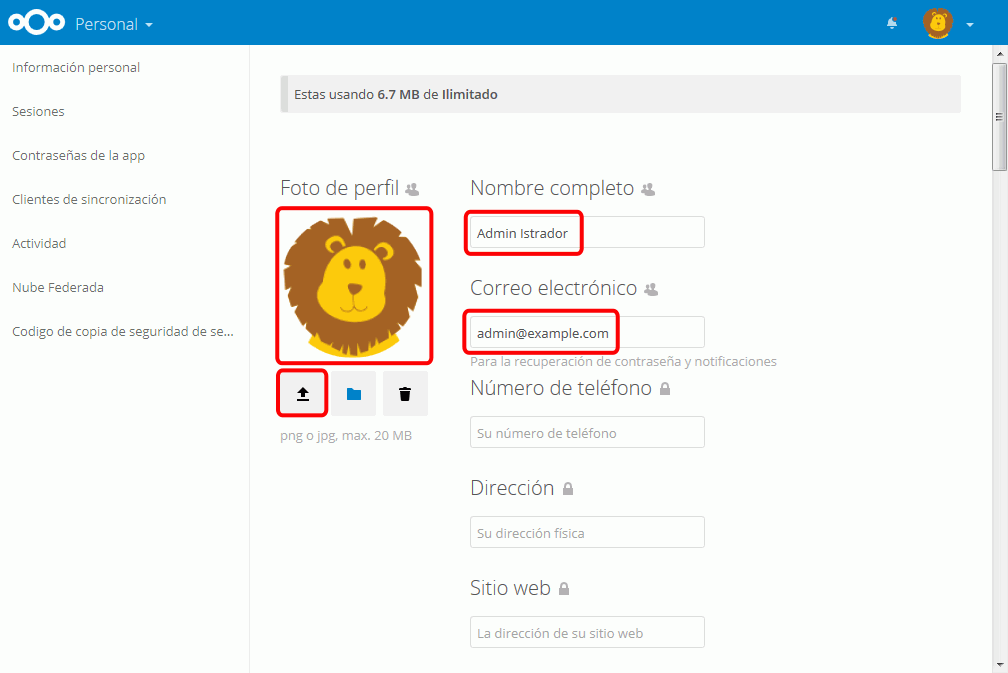 Personal
Información personal
Sesiones
Contraseñas de la app
Clientes de sincronización
Actividad
Nube Federada
Codigo de copia de seguridad de se...
Estas usando 6.7 MB de Ilimitado
Foto de perfil
png o jpg, max. 20 MB
Nombre completo
Admin Istrador
Correo electrónico
admin@example.com
Para la recuperación de contraseña y notificaciones
Número de teléfono
Su número de teléfono
Dirección
Su dirección física
Sitio web
La dirección de su sitio web